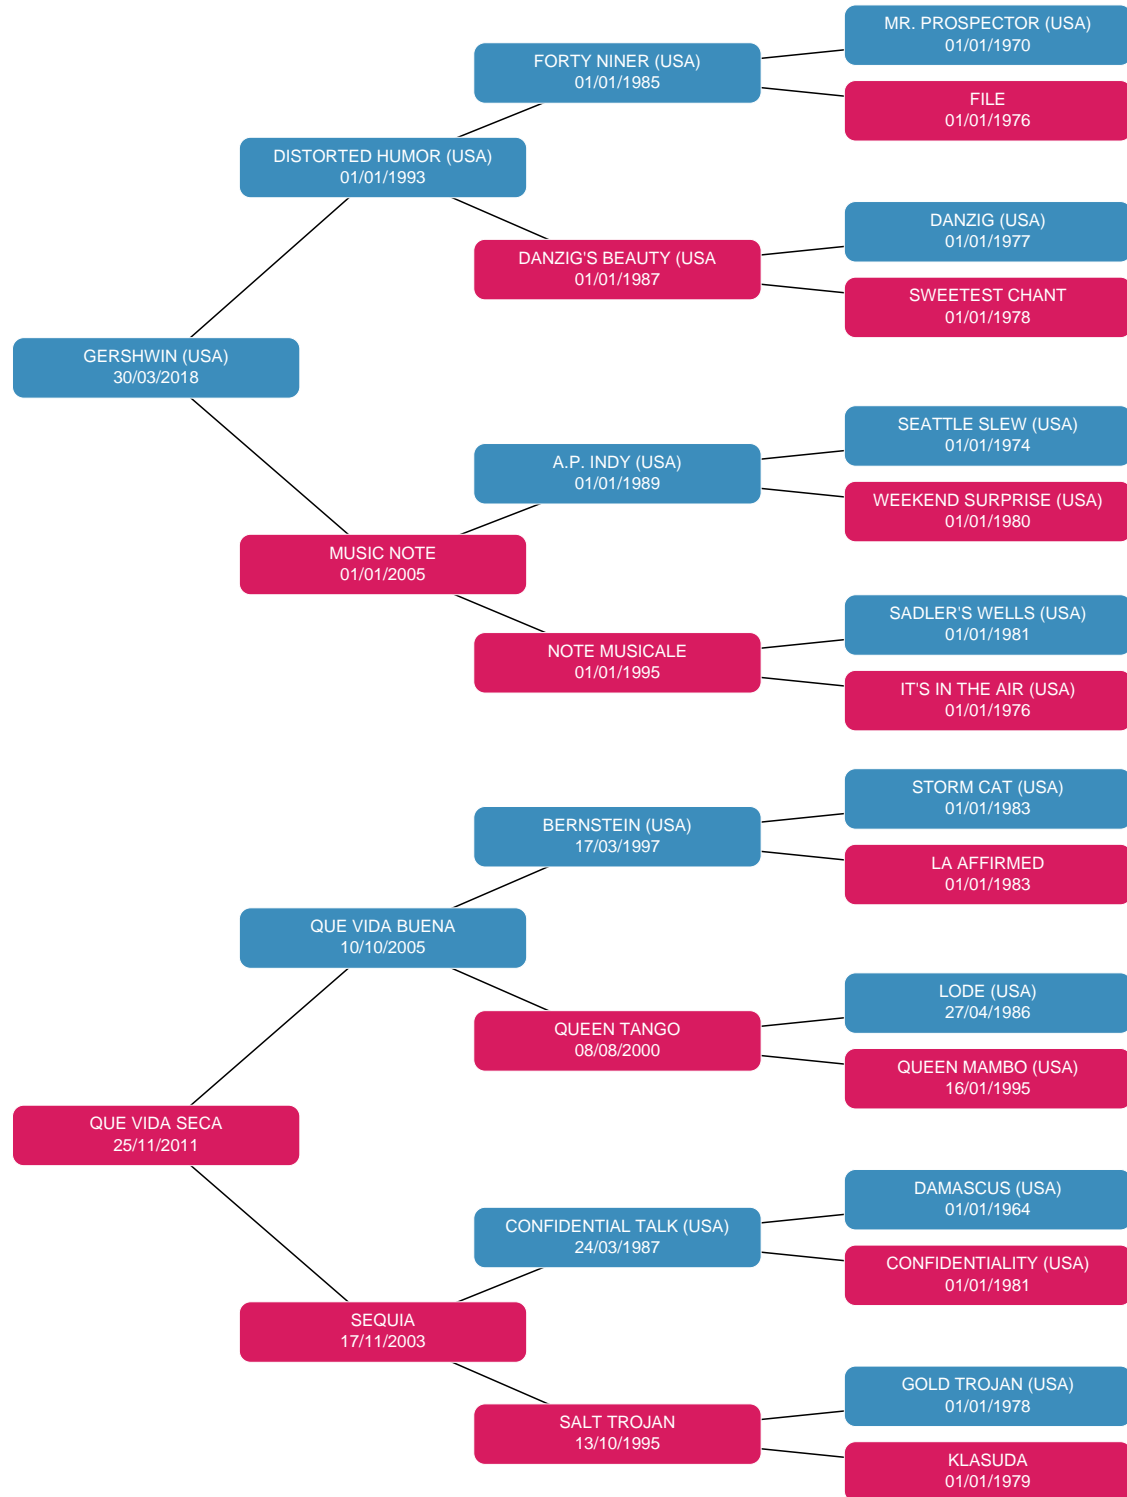 MR. PROSPECTOR (USA)
01/01/1970
FORTY NINER (USA)
01/01/1985
FILE
01/01/1976
DISTORTED HUMOR (USA)
01/01/1993
DANZIG (USA)
01/01/1977
DANZIG'S BEAUTY (USA
01/01/1987
SWEETEST CHANT
01/01/1978
GERSHWIN (USA)
30/03/2018
SEATTLE SLEW (USA)
01/01/1974
A.P. INDY (USA)
01/01/1989
WEEKEND SURPRISE (USA)
01/01/1980
MUSIC NOTE
01/01/2005
SADLER'S WELLS (USA)
01/01/1981
NOTE MUSICALE
01/01/1995
IT'S IN THE AIR (USA)
01/01/1976
STORM CAT (USA)
01/01/1983
BERNSTEIN (USA)
17/03/1997
LA AFFIRMED
01/01/1983
QUE VIDA BUENA
10/10/2005
LODE (USA)
27/04/1986
QUEEN TANGO
08/08/2000
QUEEN MAMBO (USA)
16/01/1995
QUE VIDA SECA
25/11/2011
DAMASCUS (USA)
01/01/1964
CONFIDENTIAL TALK (USA)
24/03/1987
CONFIDENTIALITY (USA)
01/01/1981
SEQUIA
17/11/2003
GOLD TROJAN (USA)
01/01/1978
SALT TROJAN
13/10/1995
KLASUDA
01/01/1979